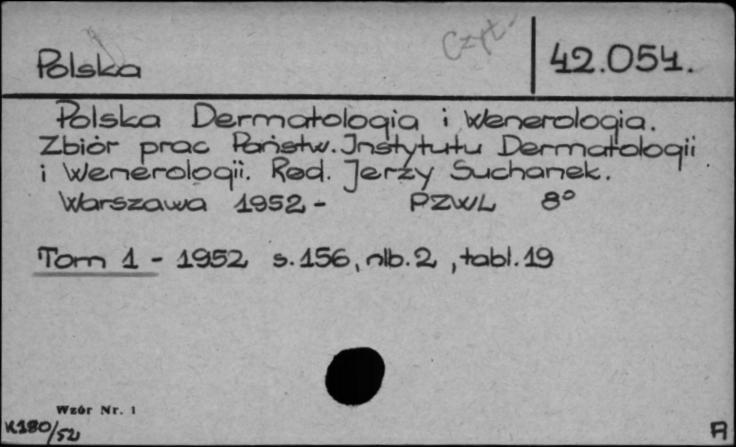 Czyt-
Polska
42.054.
Polska Dermatologia i Wenerologia.
Zbiór prac Państw. Instytutu Dermatologii
i Wenerologii. Red. Jerzy Suchanek.
Warszawa 1952 - PZWL 8°
Tom 1 - 1952 s.156, nlb.2, tabl.19
Wzór Nr. 1
K180/52
A